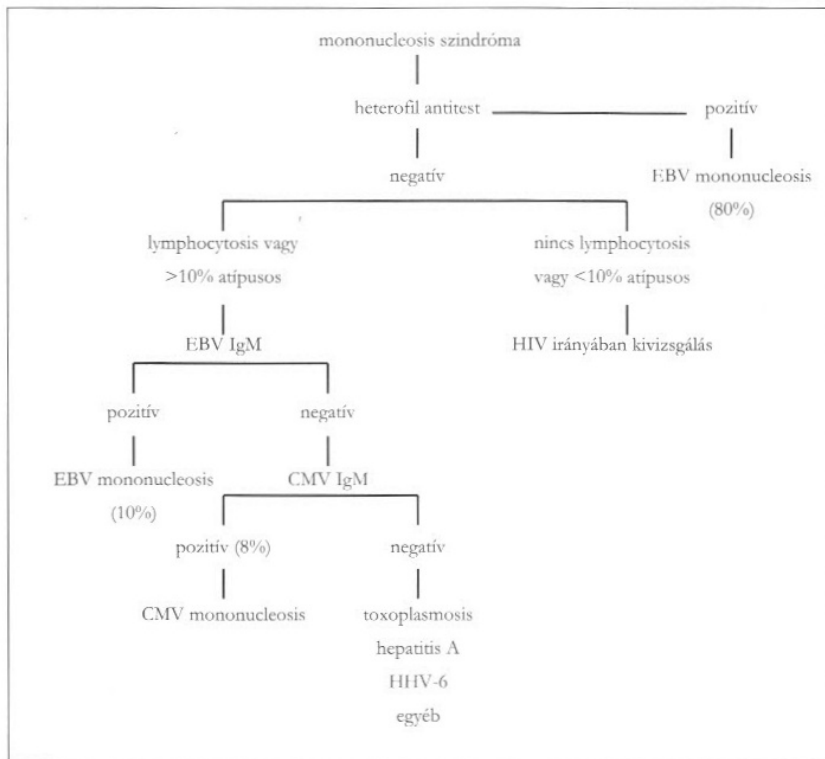 mononucleosis szindróma
heterofil antitest
pozitív
negatív
EBV mononucleosis
(80%)
lymphocytosis vagy
>10% atípusos
nincs lymphocytosis
vagy <10% atípusos
EBV IgM
HIV irányában kivizsgálás
pozitív
negatív
EBV mononucleosis
(10%)
CMV IgM
pozitív (8%)
negatív
CMV mononucleosis
toxoplasmosis
hepatitis A
HHV-6
egyéb